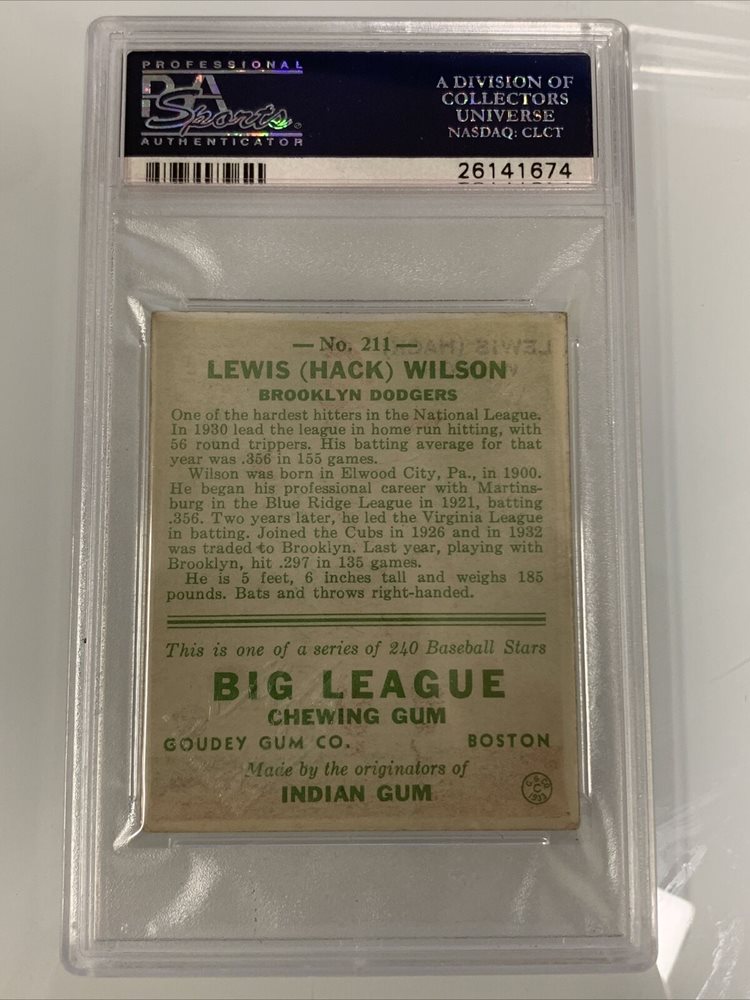 PROFESSIONAL
PSA
Sports
AUTHENTICATOR
A DIVISION OF
COLLECTORS
UNIVERSE
NASDAQ: CLCT
26141674
— No. 211 —
LEWIS (HACK) WILSON
BROOKLYN DODGERS
One of the hardest hitters in the National League.
In 1930 lead the league in home run hitting, with
56 round trippers. His batting average for that
year was .356 in 155 games.
Wilson was born in Elwood City, Pa., in 1900.
He began his professional career with Martins-
burg in the Blue Ridge League in 1921, batting
.356. Two years later, he led the Virginia League
in batting. Joined the Cubs in 1926 and in 1932
was traded to Brooklyn. Last year, playing with
Brooklyn, hit .297 in 135 games.
He is 5 feet, 6 inches tall and weighs 185
pounds. Bats and throws right-handed.
This is one of a series of 240 Baseball Stars
BIG LEAGUE
CHEWING GUM
GOUDEY GUM CO. BOSTON
Made by the originators of
INDIAN GUM
G. G. CO.
C
1933